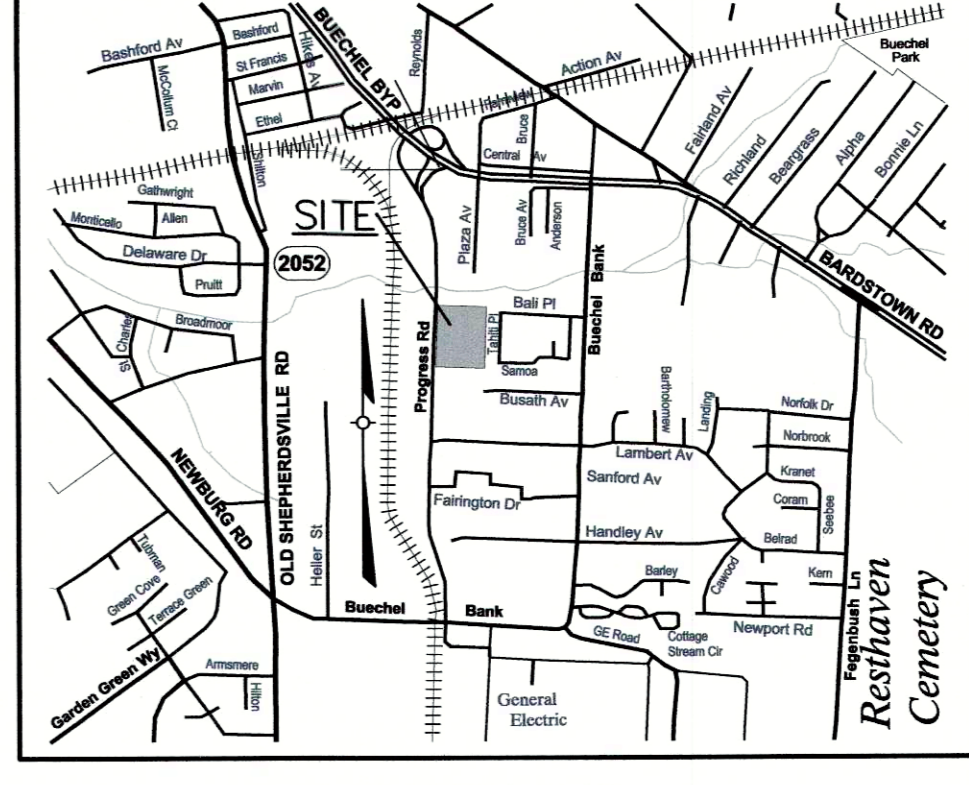 BUECHEL BYP
Bashford Av
McCollum Ct
Bashford
St Francis
Marvin
Ethel
Hikes Av
Reynolds
Action Av
Buechel
Park
Fairview
Bruce
Central Av
Fairland Av
Richland
Beargrass
Alpha
Bonnie Ln
Shilton
Gathwright
Monticello
Allen
Delaware Dr
Pruitt
SITE
2052
Plaza Av
Bruce Av
Anderson
Buechel Bank
BARDSTOWN RD
St Charles
Broadmoor
Progress Rd
Bali Pl
Tahiti Pl
Samoa
Busath Av
OLD SHEPHERDSVILLE RD
NEWBURG RD
Heller St
Bartholomew
Landing
Norfolk Dr
Norbrook
Lambert Av
Sanford Av
Kranet
Coram
Seebee
Fairington Dr
Handley Av
Belrad
Kern
Cawood
Barley
Newport Rd
Tubman
Green Cove
Terrace Green
Garden Green Wy
Armsmere
Hilton
Buechel Bank
GE Road
Cottage
Stream Cir
General
Electric
Fegenbush Ln
Resthaven
Cemetery